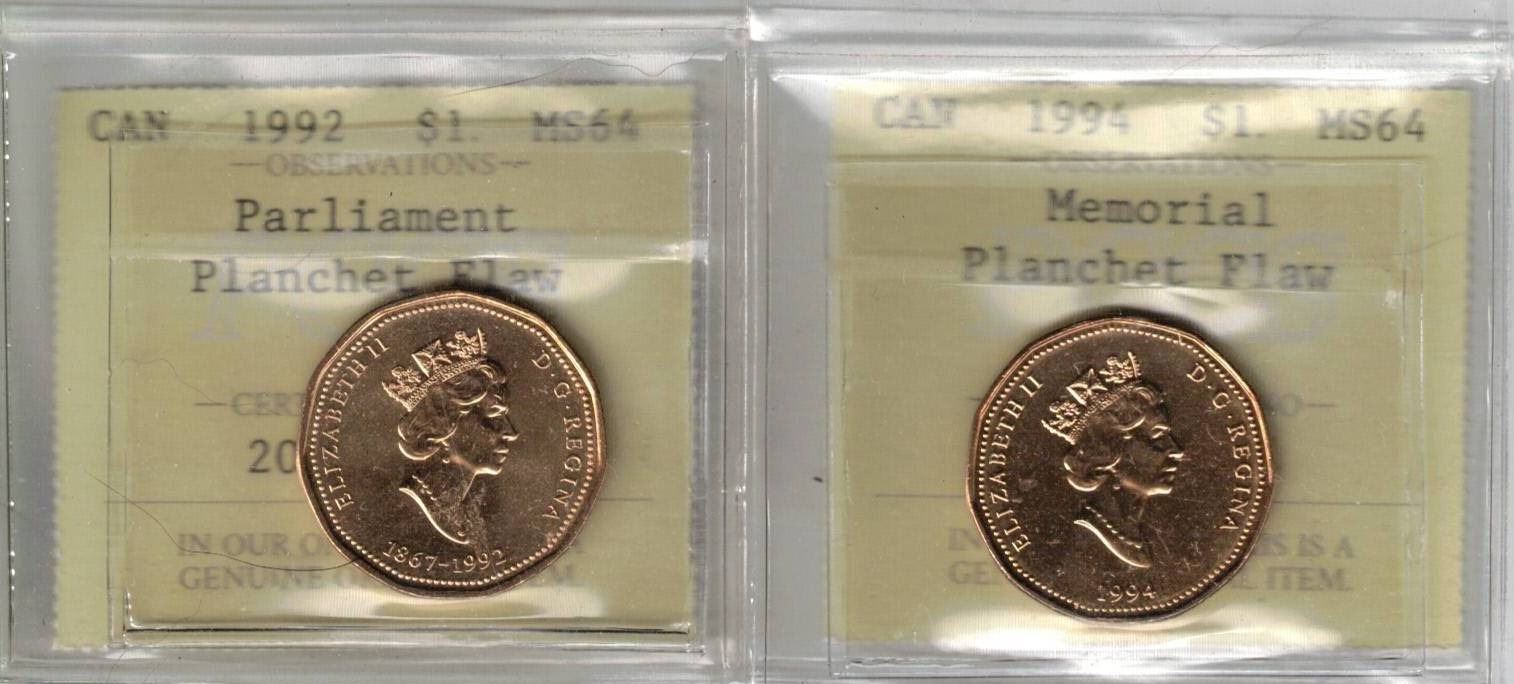 CAN 1992 $1. MS64
OBSERVATIONS
Parliament
Planchet Flaw
ELIZABETH II D·G·REGINA
1867-1992
20
IN OUR
GENUINE
CAN 1994 $1. MS64
OBSERVATIONS
Memorial
Planchet Flaw
ELIZABETH II D·G·REGINA
1994
IS A
ITEM.